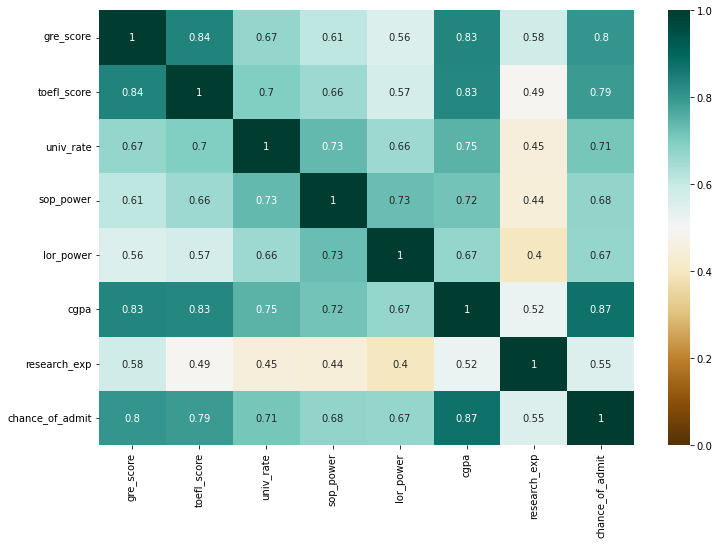 gre_score 1 0.84 0.67 0.61 0.56 0.83 0.58 0.8
toefl_score 0.84 1 0.7 0.66 0.57 0.83 0.49 0.79
univ_rate 0.67 0.7 1 0.73 0.66 0.75 0.45 0.71
sop_power 0.61 0.66 0.73 1 0.73 0.72 0.44 0.68
lor_power 0.56 0.57 0.66 0.73 1 0.67 0.4 0.67
cgpa 0.83 0.83 0.75 0.72 0.67 1 0.52 0.87
research_exp 0.58 0.49 0.45 0.44 0.4 0.52 1 0.55
chance_of_admit 0.8 0.79 0.71 0.68 0.67 0.87 0.55 1
gre_score toefl_score univ_rate sop_power lor_power cgpa research_exp chance_of_admit
1.0
0.8
0.6
0.4
0.2
0.0